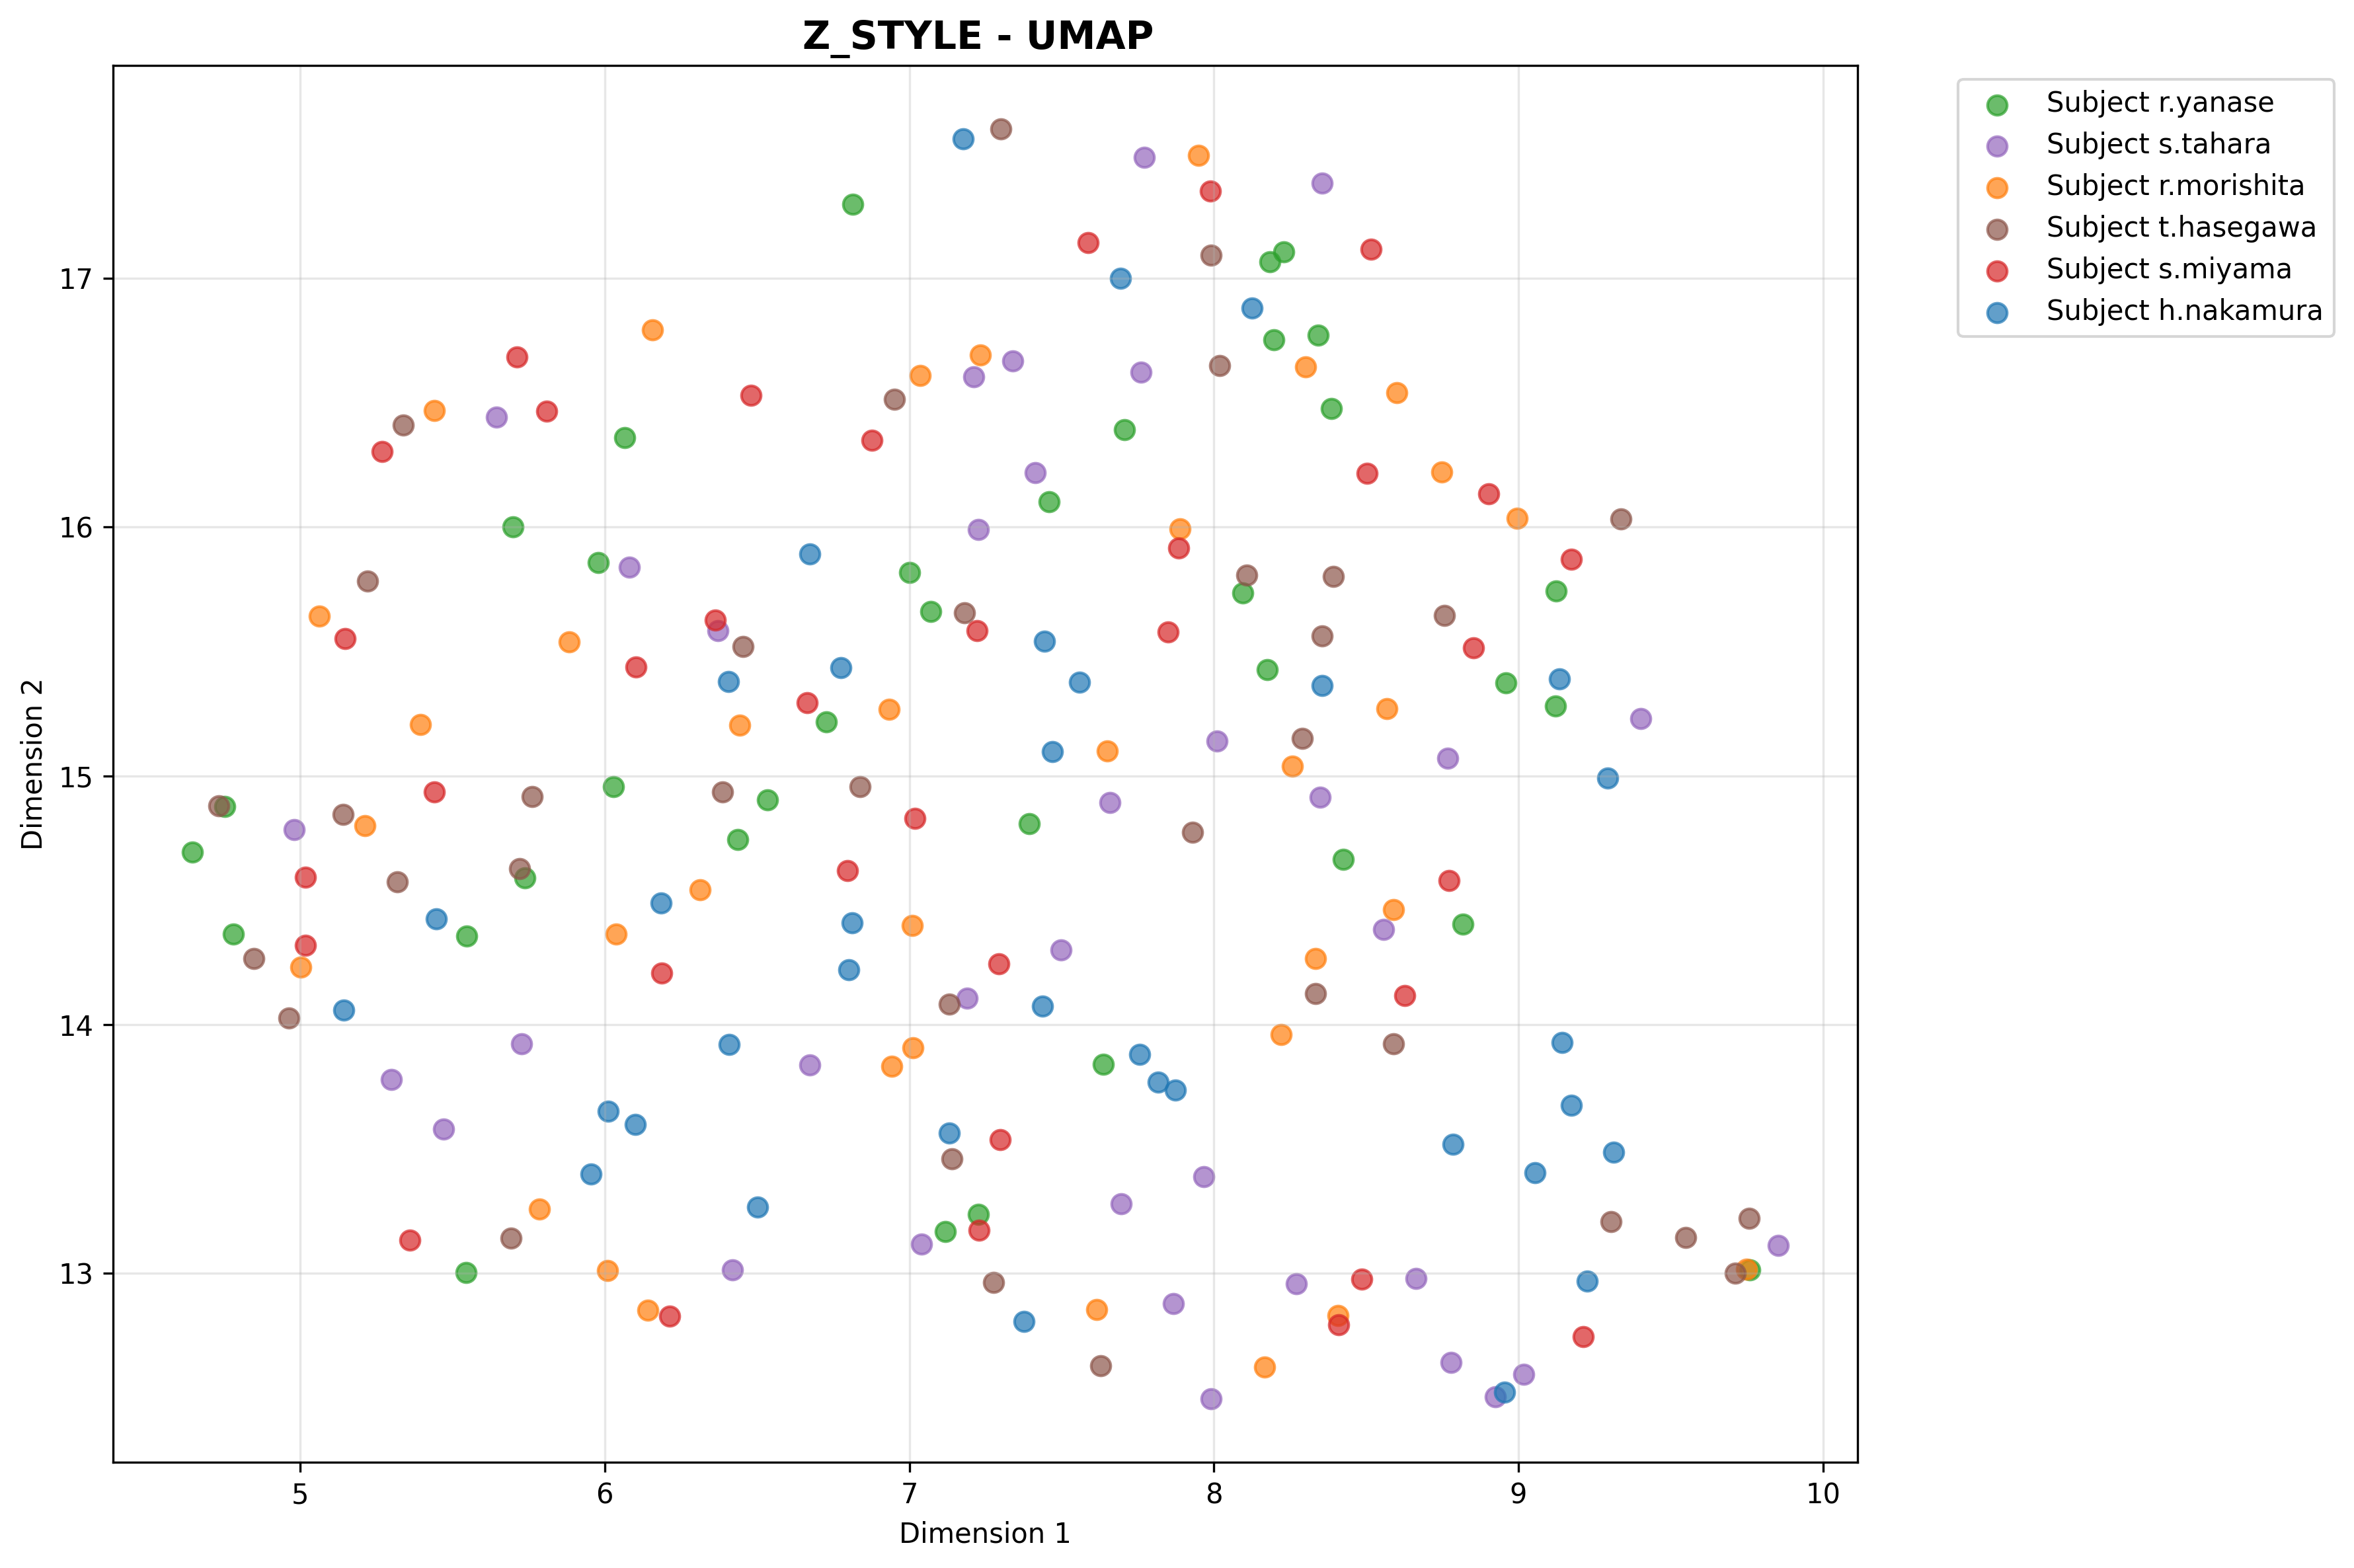 Z_STYLE - UMAP
Subject r.yanase
Subject s.tahara
Subject r.morishita
Subject t.hasegawa
Subject s.miyama
Subject h.nakamura
Dimension 2
17
16
15
14
13
5 6 7 8 9 10
Dimension 1